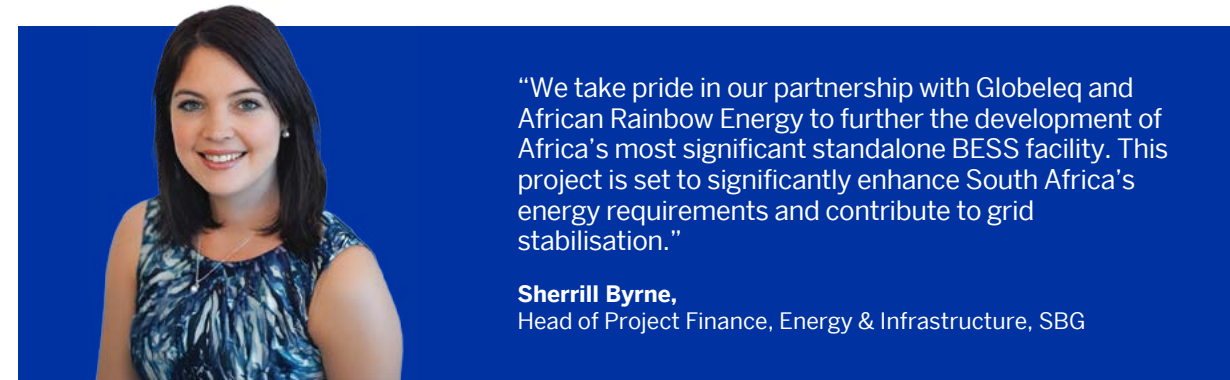 “We take pride in our partnership with Globeleq and
African Rainbow Energy to further the development of
Africa’s most significant standalone BESS facility. This
project is set to significantly enhance South Africa’s
energy requirements and contribute to grid
stabilisation.”
Sherrill Byrne,
Head of Project Finance, Energy & Infrastructure, SBG